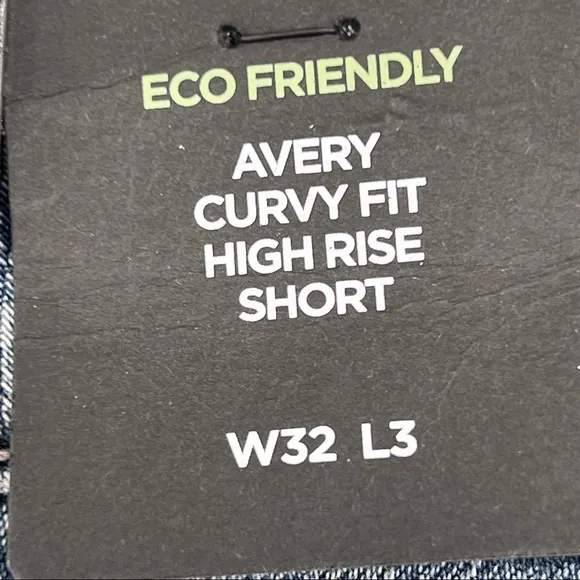 ECO FRIENDLY
AVERY
CURVY FIT
HIGH RISE
SHORT
W32 L3